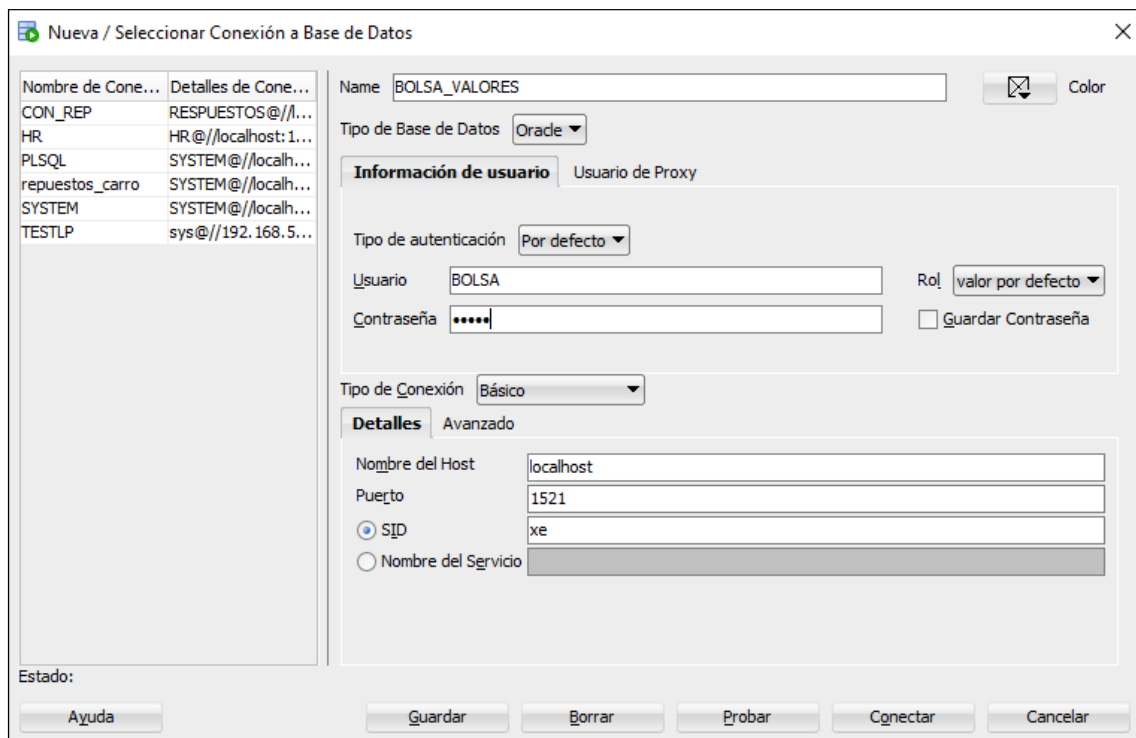 Nueva / Seleccionar Conexión a Base de Datos
Nombre de Cone... Detalles de Cone...
CON_REP RESPUESTOS@//l...
HR HR@//localhost:1...
PLSQL SYSTEM@//localh...
repuestos_carro SYSTEM@//localh...
SYSTEM SYSTEM@//localh...
TESTLP sys@//192.168.5...
Name BOLSA_VALORES Color
Tipo de Base de Datos Oracle
Información de usuario Usuario de Proxy
Tipo de autenticación Por defecto
Usuario BOLSA Rol valor por defecto
Contraseña ••••• Guardar Contraseña
Tipo de Conexión Básico
Detalles Avanzado
Nombre del Host localhost
Puerto 1521
SID xe
Nombre del Servicio
Estado:
Ayuda Guardar Borrar Probar Conectar Cancelar